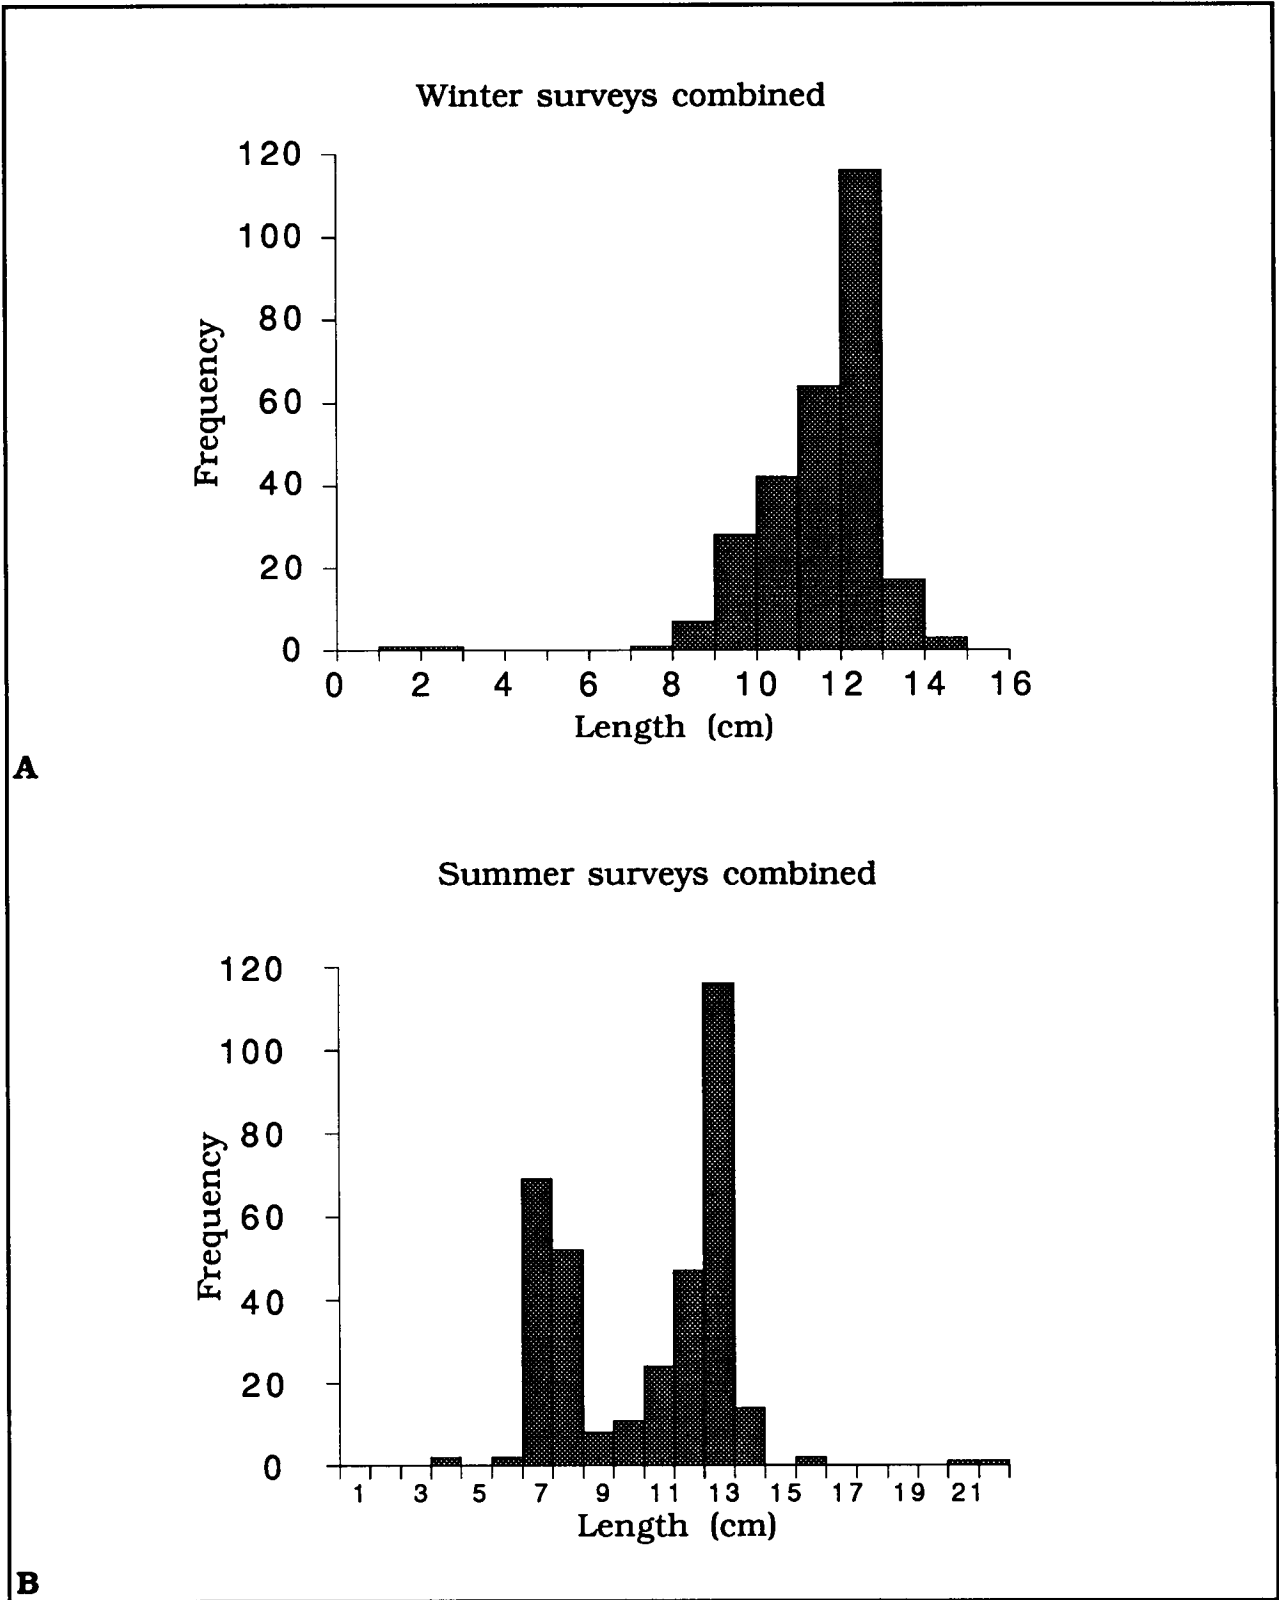 Winter surveys combined
120
100
80
60
40
20
0
Frequency
0 2 4 6 8 10 12 14 16
Length (cm)
A
Summer surveys combined
120
100
80
60
40
20
0
Frequency
1 3 5 7 9 11 13 15 17 19 21
Length (cm)
B